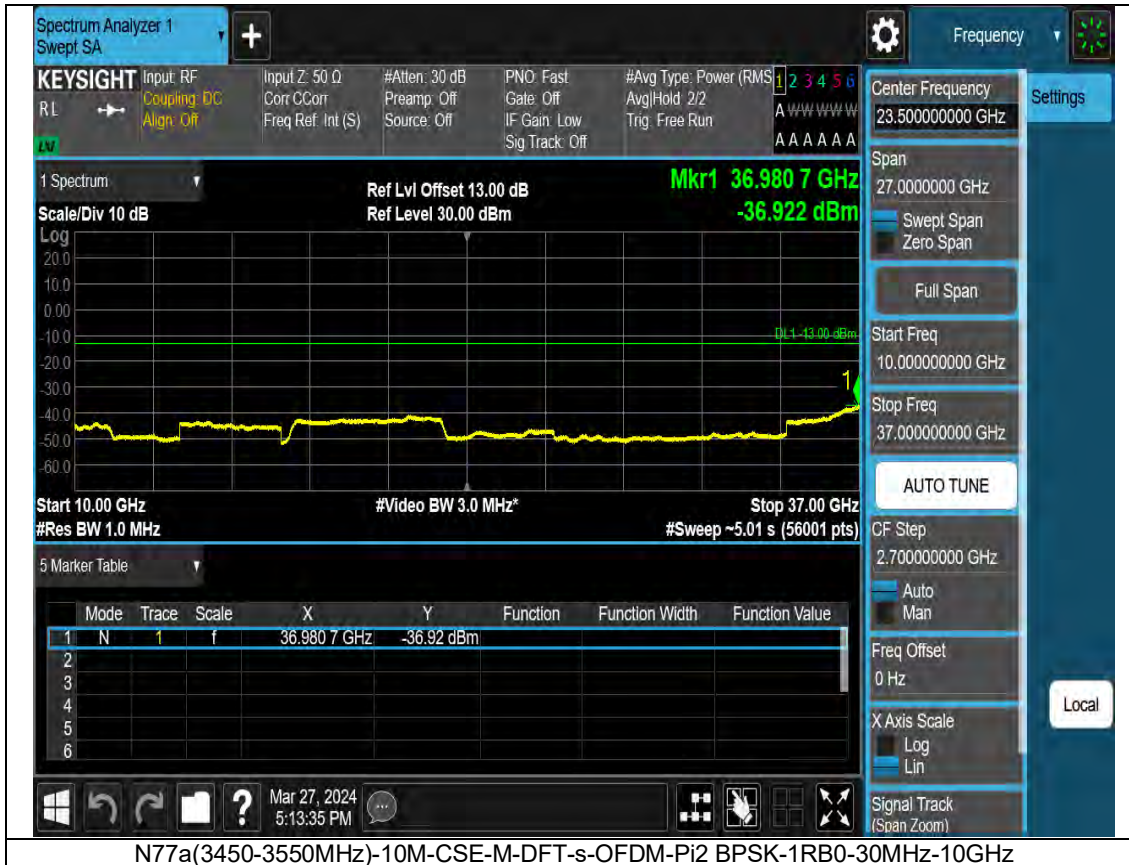 Spectrum Analyzer 1
Swept SA
Frequency
KEYSIGHT
RL
LXI
Input: RF
Coupling: DC
Align: Off
Input Z: 50 Ω
Corr CCorr
Freq Ref: Int (S)
#Atten: 30 dB
Preamp: Off
Source: Off
PNO: Fast
Gate: Off
IF Gain: Low
Sig Track: Off
#Avg Type: Power (RMS
Avg|Hold: 2/2
Trig: Free Run
1 2 3 4 5 6
A W W W W W
A A A A A A
1 Spectrum
Scale/Div 10 dB
Log
Ref Lvl Offset 13.00 dB
Ref Level 30.00 dBm
Mkr1 36.980 7 GHz
-36.922 dBm
20.0
10.0
0.00
-10.0
-20.0
-30.0
-40.0
-50.0
-60.0
DL1 -13.00 dBm
1
Start 10.00 GHz
#Res BW 1.0 MHz
#Video BW 3.0 MHz*
Stop 37.00 GHz
#Sweep ~5.01 s (56001 pts)
5 Marker Table
Mode Trace Scale X Y Function Function Width Function Value
1 N 1 f 36.980 7 GHz -36.92 dBm
2
3
4
5
6
Mar 27, 2024
5:13:35 PM
Center Frequency
23.500000000 GHz
Settings
Span
27.0000000 GHz
Swept Span
Zero Span
Full Span
Start Freq
10.000000000 GHz
Stop Freq
37.000000000 GHz
AUTO TUNE
CF Step
2.700000000 GHz
Auto
Man
Freq Offset
0 Hz
X Axis Scale
Log
Lin
Signal Track
(Span Zoom)
Local
N77a(3450-3550MHz)-10M-CSE-M-DFT-s-OFDM-Pi2 BPSK-1RB0-30MHz-10GHz